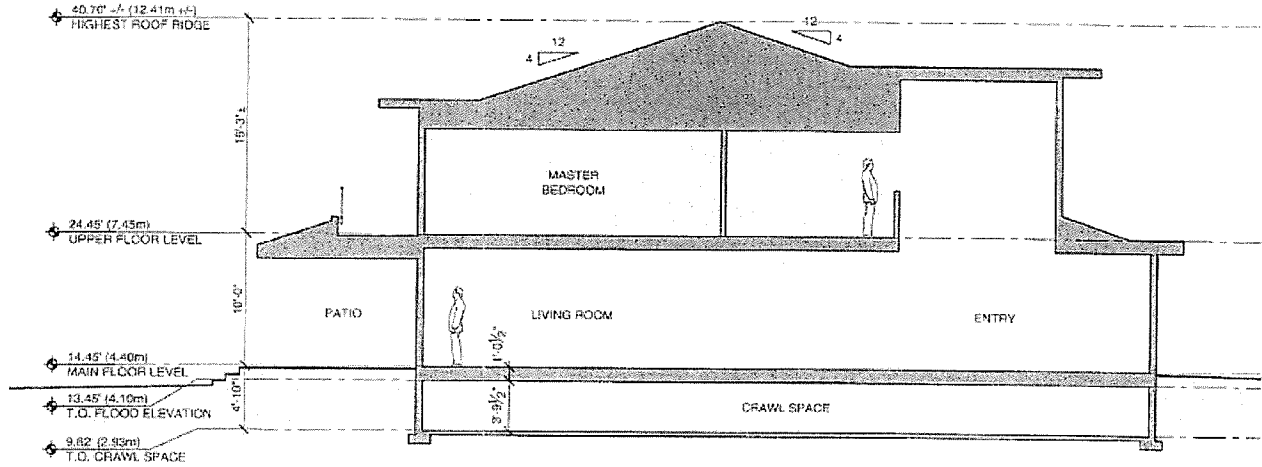 40.70' +/- (12.41m +/-)
HIGHEST ROOF RIDGE
12
4
12
4
16'-3" ±
MASTER
BEDROOM
24.45' (7.45m)
UPPER FLOOR LEVEL
10'-0"
PATIO
LIVING ROOM
ENTRY
1'-0½"
14.45' (4.40m)
MAIN FLOOR LEVEL
4'-10"
13.45' (4.10m)
T.O. FLOOD ELEVATION
3'-9½"
CRAWL SPACE
9.62' (2.93m)
T.O. CRAWL SPACE